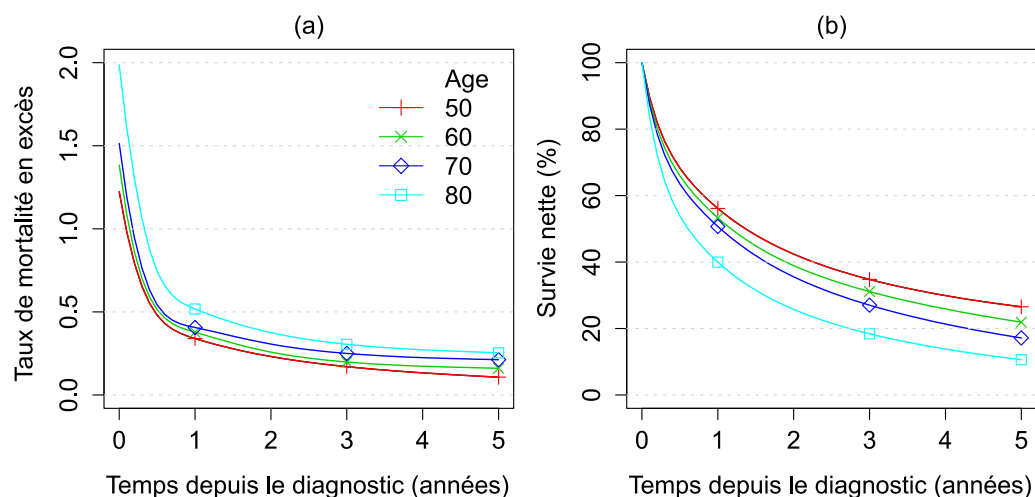 (a)
Taux de mortalité en excès
2.0
1.5
1.0
0.5
0.0
Age
50
60
70
80
0 1 2 3 4 5
Temps depuis le diagnostic (années)
(b)
Survie nette (%)
100
80
60
40
20
0
0 1 2 3 4 5
Temps depuis le diagnostic (années)